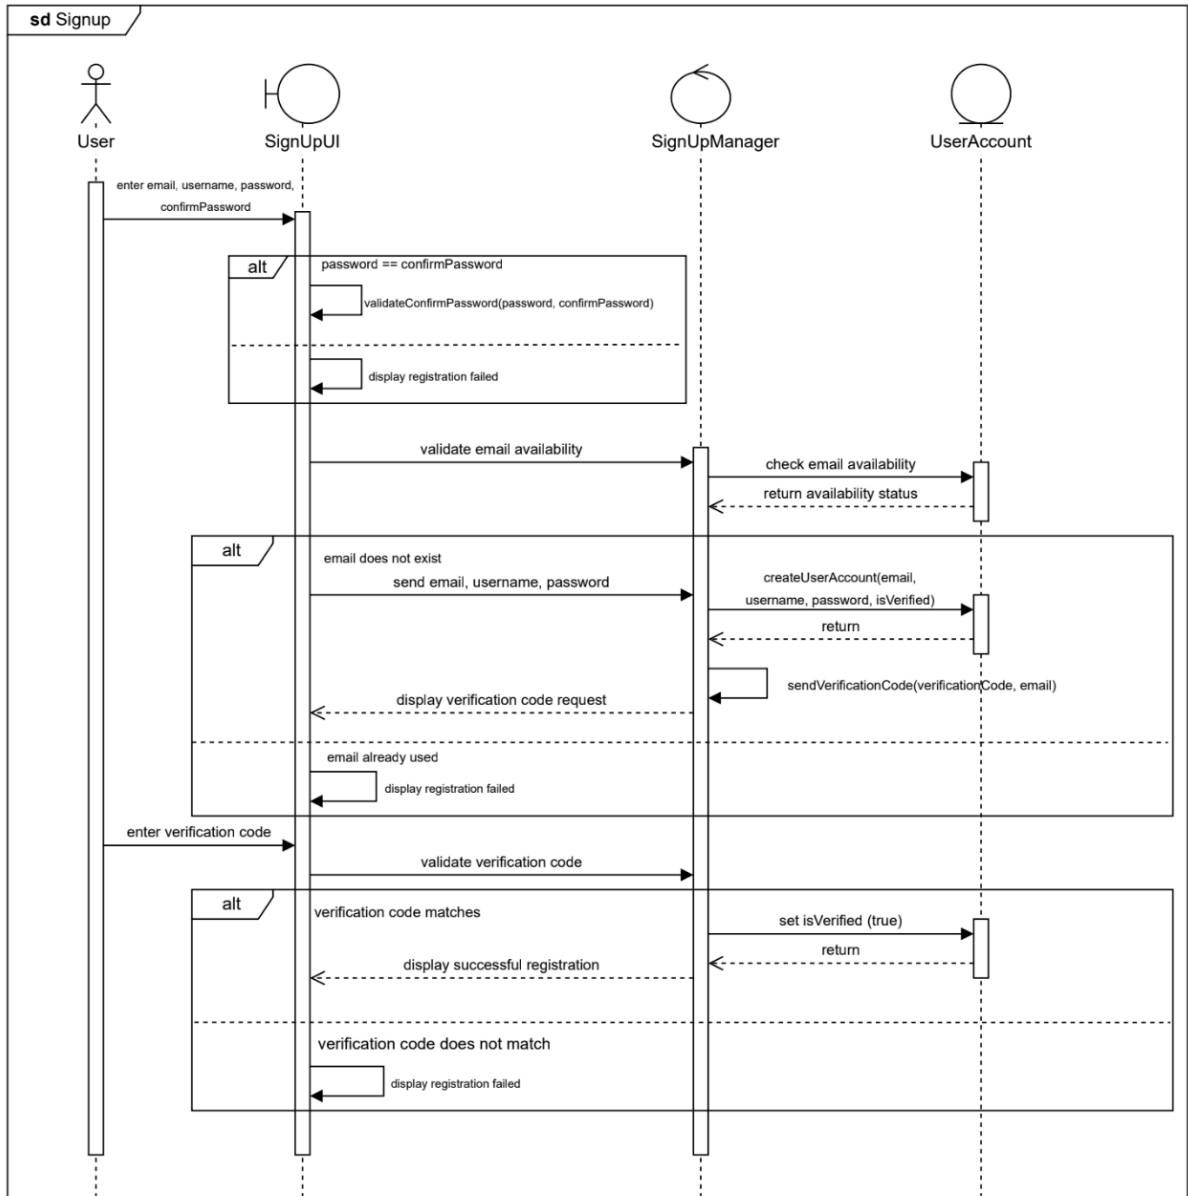 sd Signup
User
SignUpUI
SignUpManager
UserAccount
enter email, username, password,
confirmPassword
alt
password == confirmPassword
validateConfirmPassword(password, confirmPassword)
display registration failed
validate email availability
check email availability
return availability status
alt
email does not exist
send email, username, password
createUserAccount(email,
username, password, isVerified)
return
sendVerificationCode(verificationCode, email)
display verification code request
email already used
display registration failed
enter verification code
validate verification code
alt
verification code matches
set isVerified (true)
return
display successful registration
verification code does not match
display registration failed